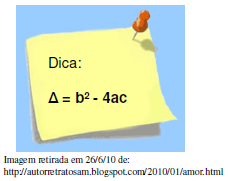 Dica:
Δ = b² - 4ac
Imagem retirada em 26/6/10 de:
http://autorretratosam.blogspot.com/2010/01/amor.html